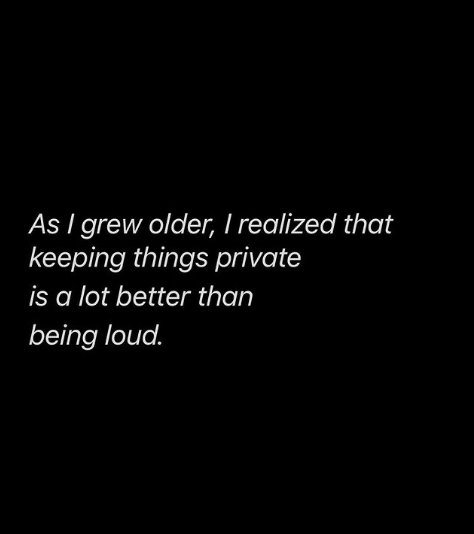 As I grew older, I realized that
keeping things private
is a lot better than
being loud.